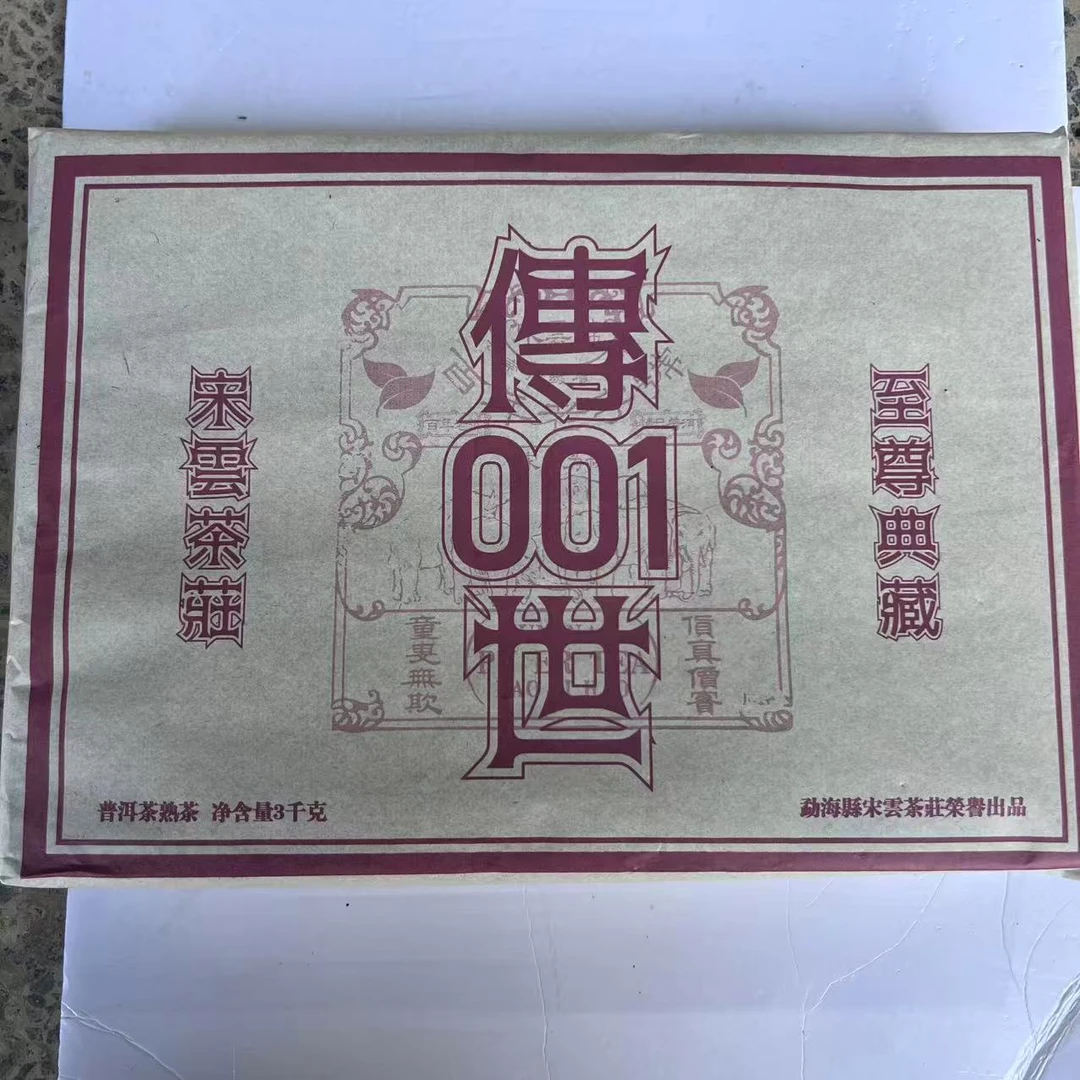 傳
001
世
宋雲茶莊
至尊典藏
童叟無欺
貨真價實
普洱茶熟茶 净含量3千克
勐海縣宋雲茶莊榮譽出品